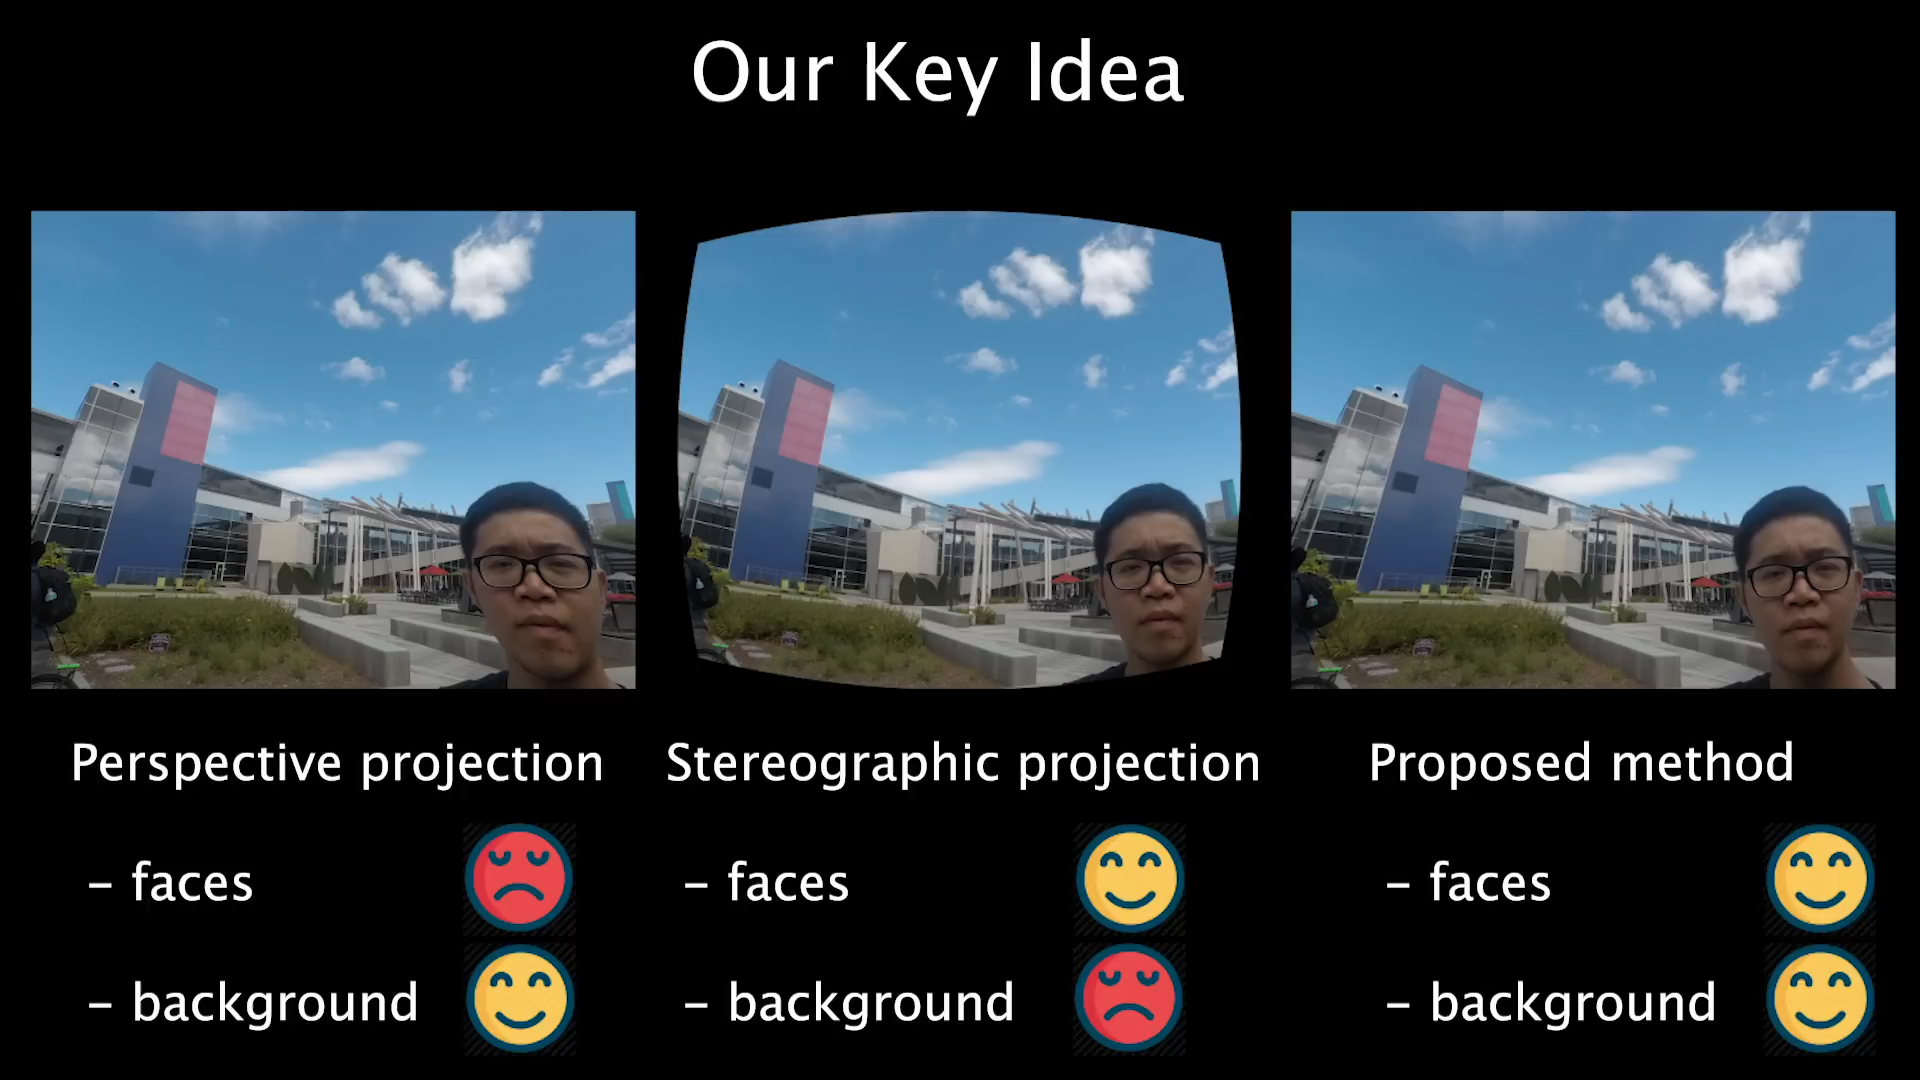 Our Key Idea
Perspective projection
– faces
– background
Stereographic projection
– faces
– background
Proposed method
– faces
– background